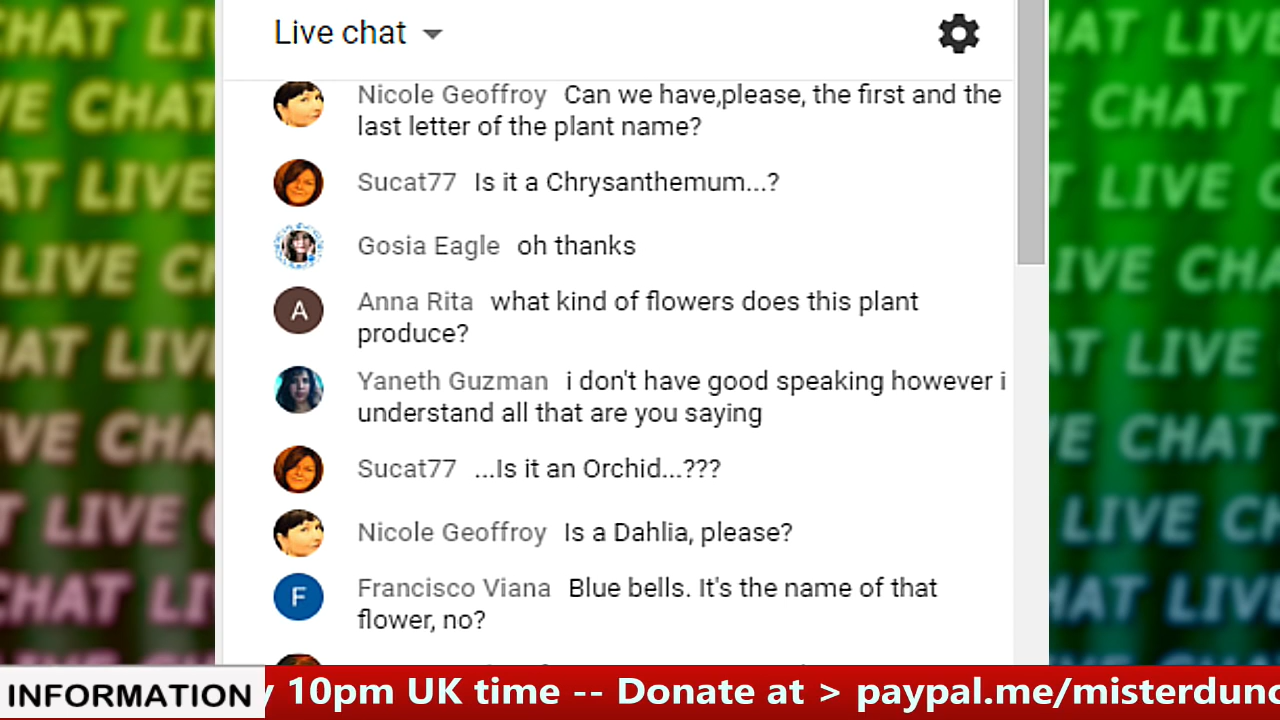 Live chat
Nicole Geoffroy Can we have,please, the first and the
last letter of the plant name?
Sucat77 Is it a Chrysanthemum...?
Gosia Eagle oh thanks
A Anna Rita what kind of flowers does this plant
produce?
Yaneth Guzman i don't have good speaking however i
understand all that are you saying
Sucat77 ...Is it an Orchid...???
Nicole Geoffroy Is a Dahlia, please?
F Francisco Viana Blue bells. It's the name of that
flower, no?
INFORMATION 10pm UK time -- Donate at > paypal.me/misterdunc
CHAT LIVE
LIVE CHAT